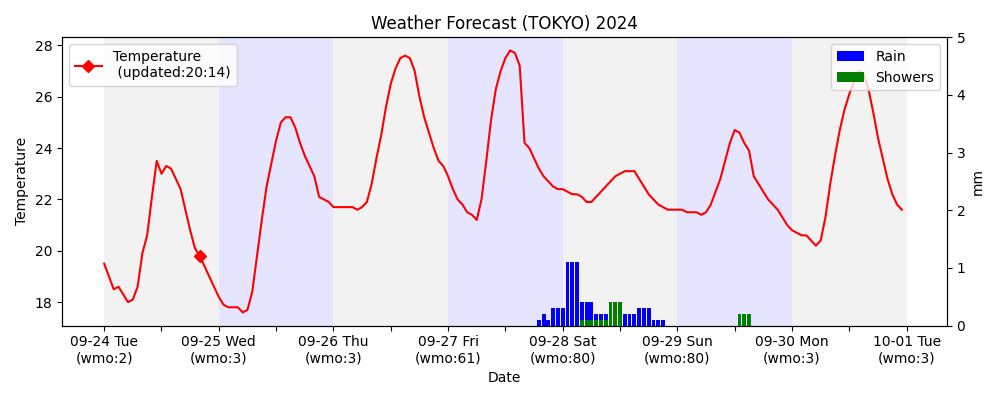 Weather Forecast (TOKYO) 2024
Temperature
(updated:20:14)
Rain
Showers
28
26
24
22
20
18
Temperature
5
4
3
2
1
0
mm
09-24 Tue 09-25 Wed 09-26 Thu 09-27 Fri 09-28 Sat 09-29 Sun 09-30 Mon 10-01 Tue
(wmo:2) (wmo:3) (wmo:3) (wmo:61) (wmo:80) (wmo:80) (wmo:3) (wmo:3)
Date